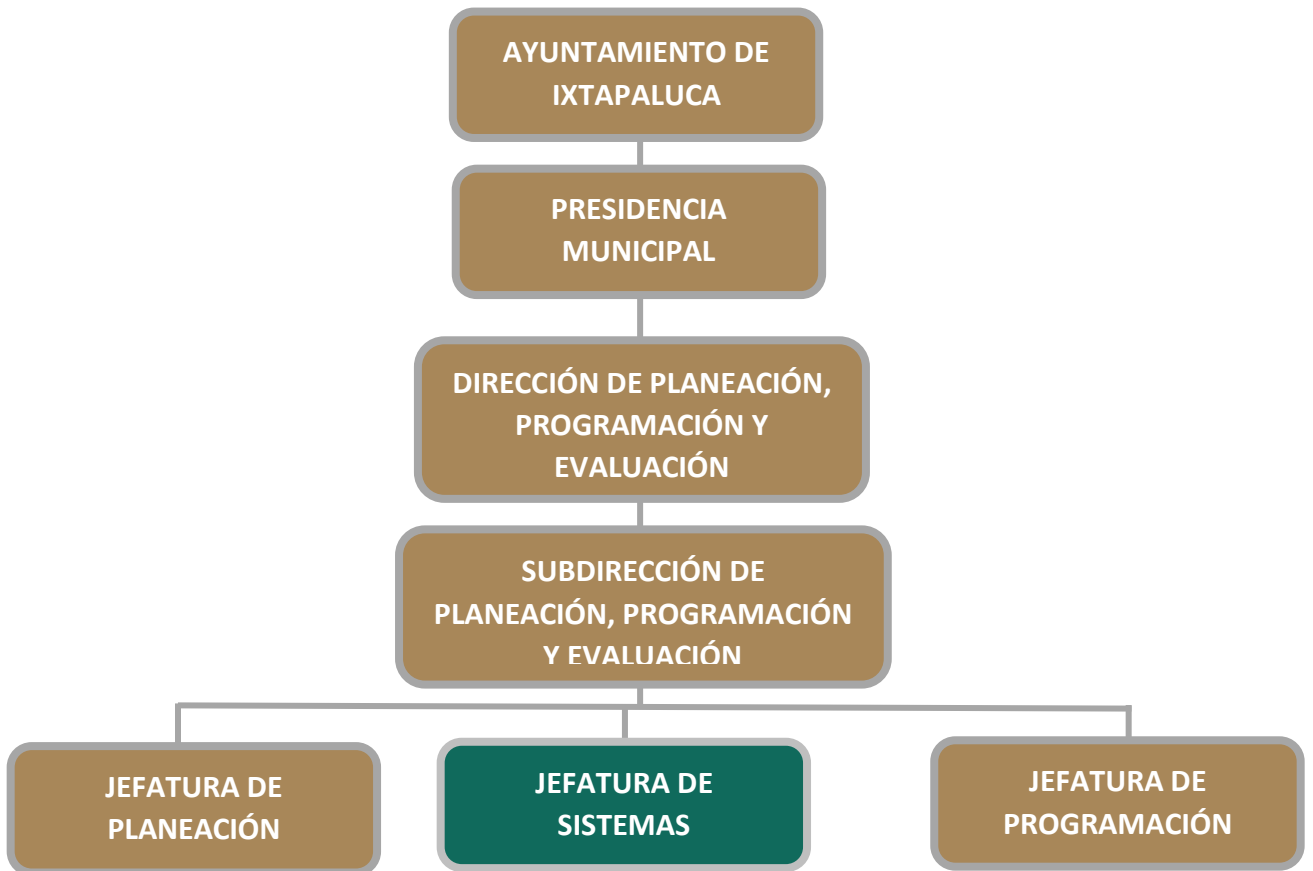 AYUNTAMIENTO DE
IXTAPALUCA
PRESIDENCIA
MUNICIPAL
DIRECCIÓN DE PLANEACIÓN,
PROGRAMACIÓN Y
EVALUACIÓN
SUBDIRECCIÓN DE
PLANEACIÓN, PROGRAMACIÓN
Y EVALUACIÓN
JEFATURA DE
PLANEACIÓN
JEFATURA DE
SISTEMAS
JEFATURA DE
PROGRAMACIÓN